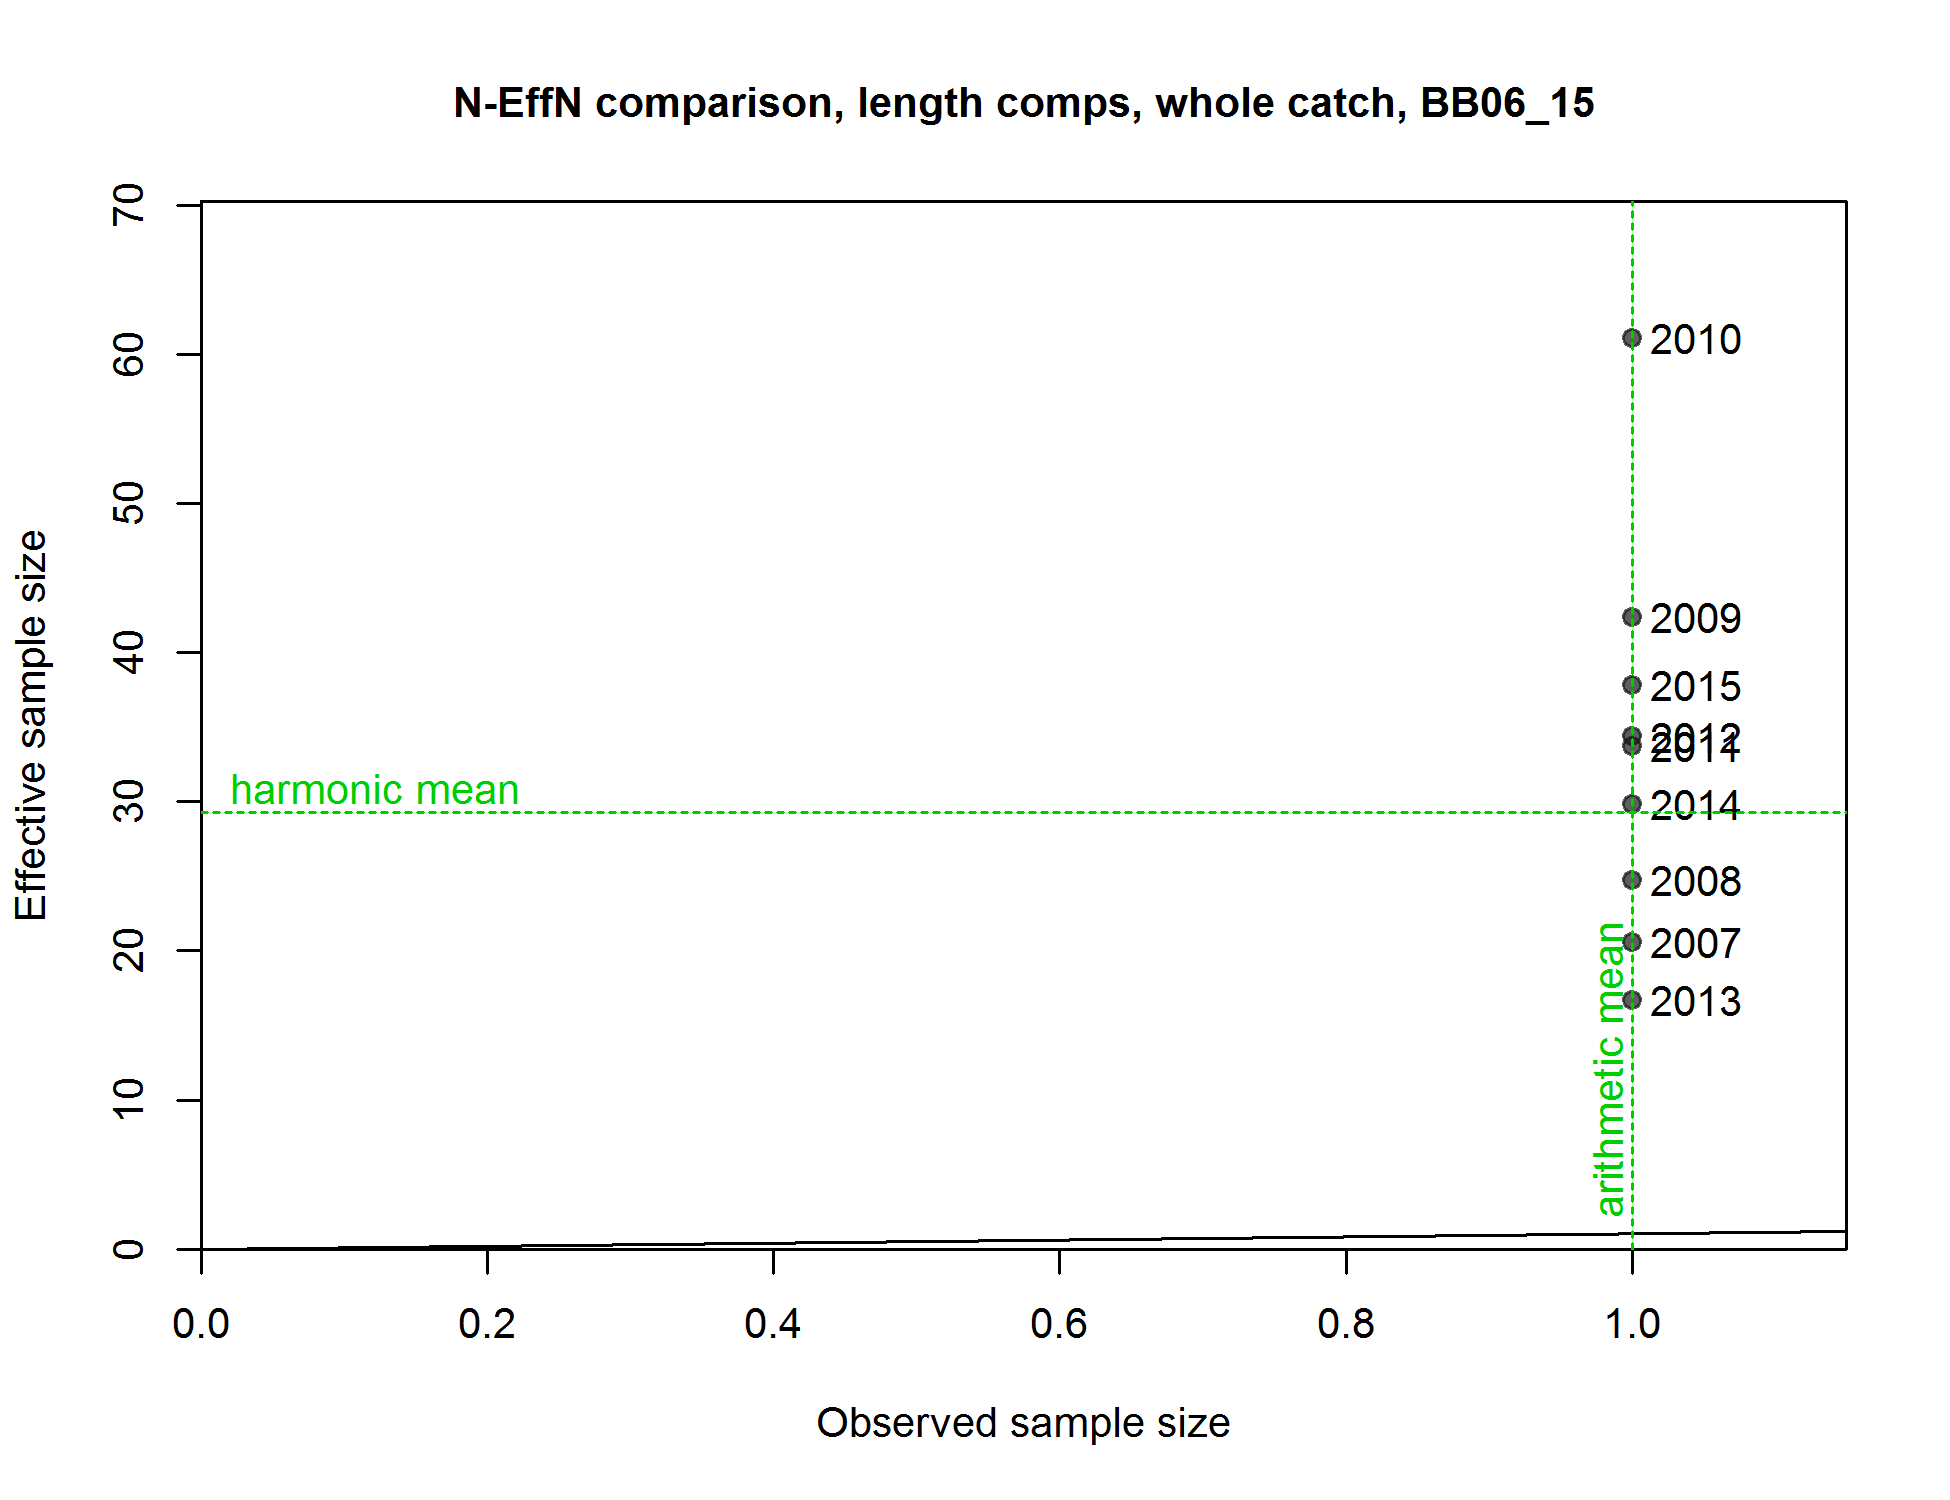 N-EffN comparison, length comps, whole catch, BB06_15
70
60
50
40
30
20
10
0
Effective sample size
2010
2009
2015
2012
2011
harmonic mean
2014
2008
2007
2013
arithmetic mean
0.0 0.2 0.4 0.6 0.8 1.0
Observed sample size